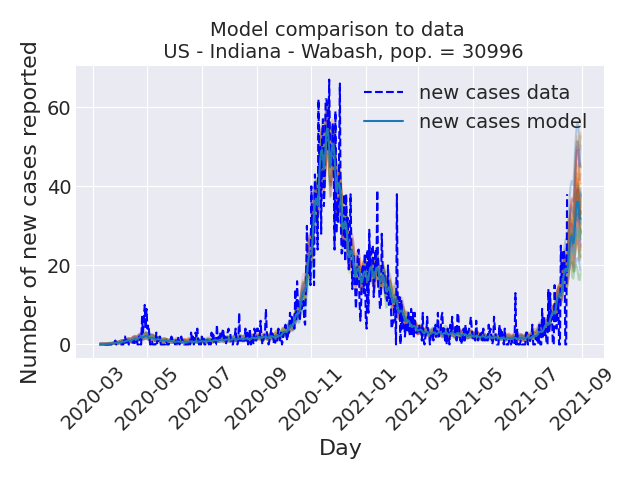 Model comparison to data
US - Indiana - Wabash, pop. = 30996
Number of new cases reported
60
40
20
0
new cases data
new cases model
2020-03
2020-05
2020-07
2020-09
2020-11
2021-01
2021-03
2021-05
2021-07
2021-09
Day